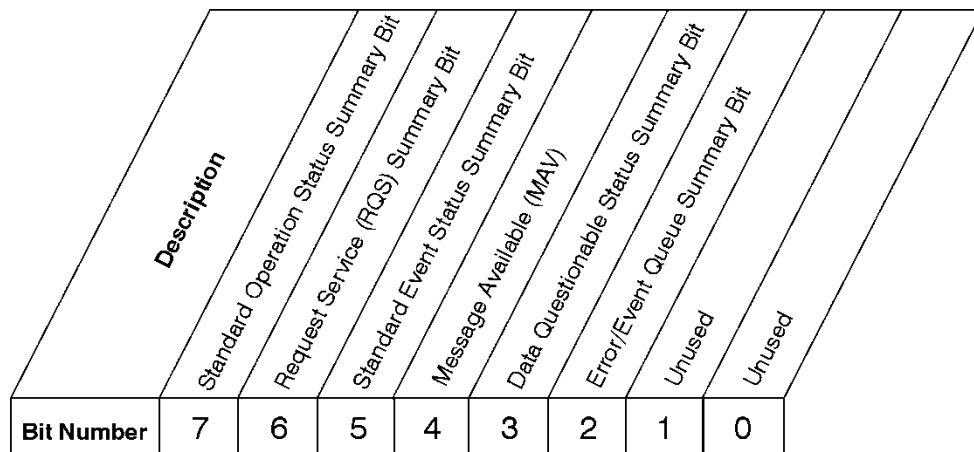 Description
Standard Operation Status Summary Bit
Request Service (RQS) Summary Bit
Standard Event Status Summary Bit
Message Available (MAV)
Data Questionable Status Summary Bit
Error/Event Queue Summary Bit
Unused
Unused
Bit Number 7 6 5 4 3 2 1 0